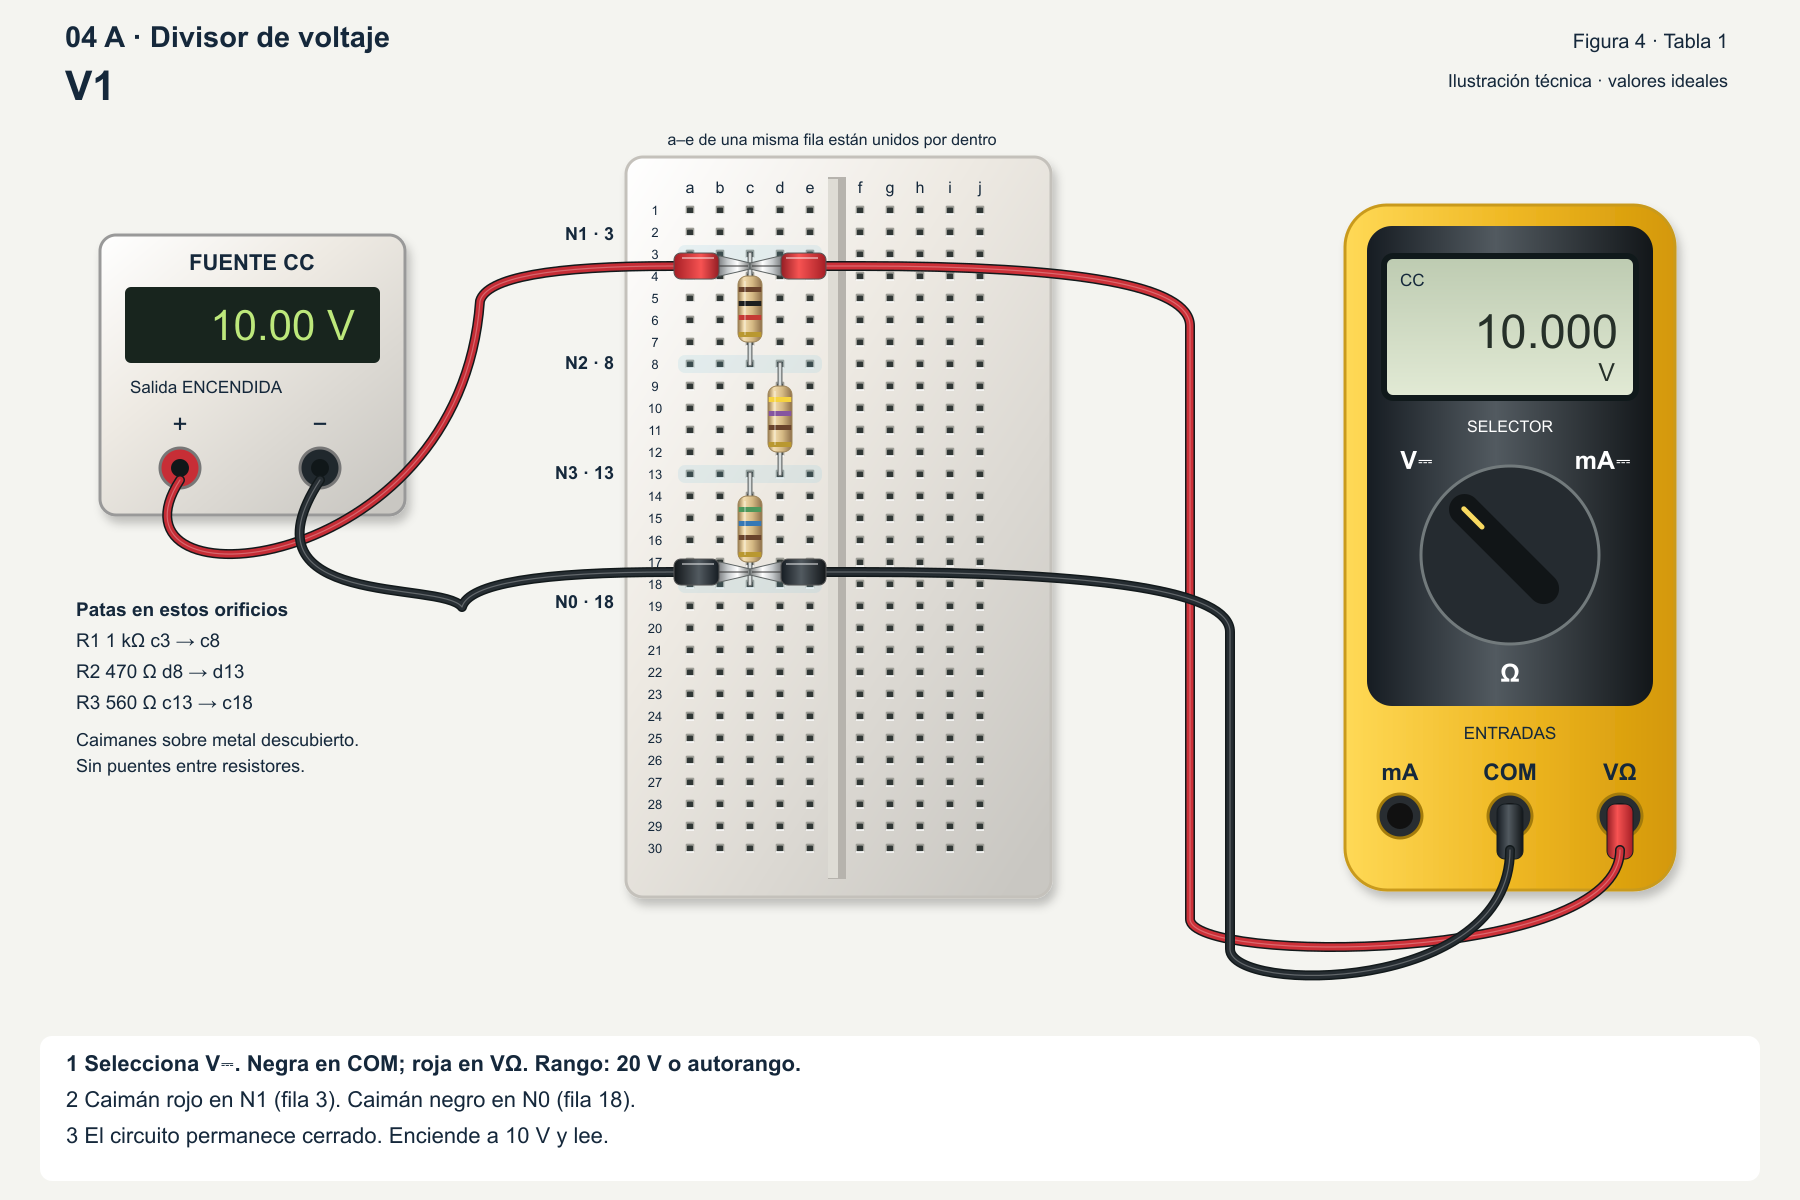 04 A · Divisor de voltaje
V1
Figura 4 · Tabla 1
Ilustración técnica · valores ideales
a–e de una misma fila están unidos por dentro
a b c d e f g h i j
1
2
3
4
5
6
7
8
9
10
11
12
13
14
15
16
17
18
19
20
21
22
23
24
25
26
27
28
29
30
N1 · 3
N2 · 8
N3 · 13
N0 · 18
FUENTE CC
10.00 V
Salida ENCENDIDA
+ −
Patas en estos orificios
R1 1 kΩ c3 → c8
R2 470 Ω d8 → d13
R3 560 Ω c13 → c18
Caimanes sobre metal descubierto.
Sin puentes entre resistores.
CC
10.000
V
SELECTOR
V⎓ mA⎓
Ω
ENTRADAS
mA COM VΩ
1 Selecciona V⎓. Negra en COM; roja en VΩ. Rango: 20 V o autorango.
2 Caimán rojo en N1 (fila 3). Caimán negro en N0 (fila 18).
3 El circuito permanece cerrado. Enciende a 10 V y lee.